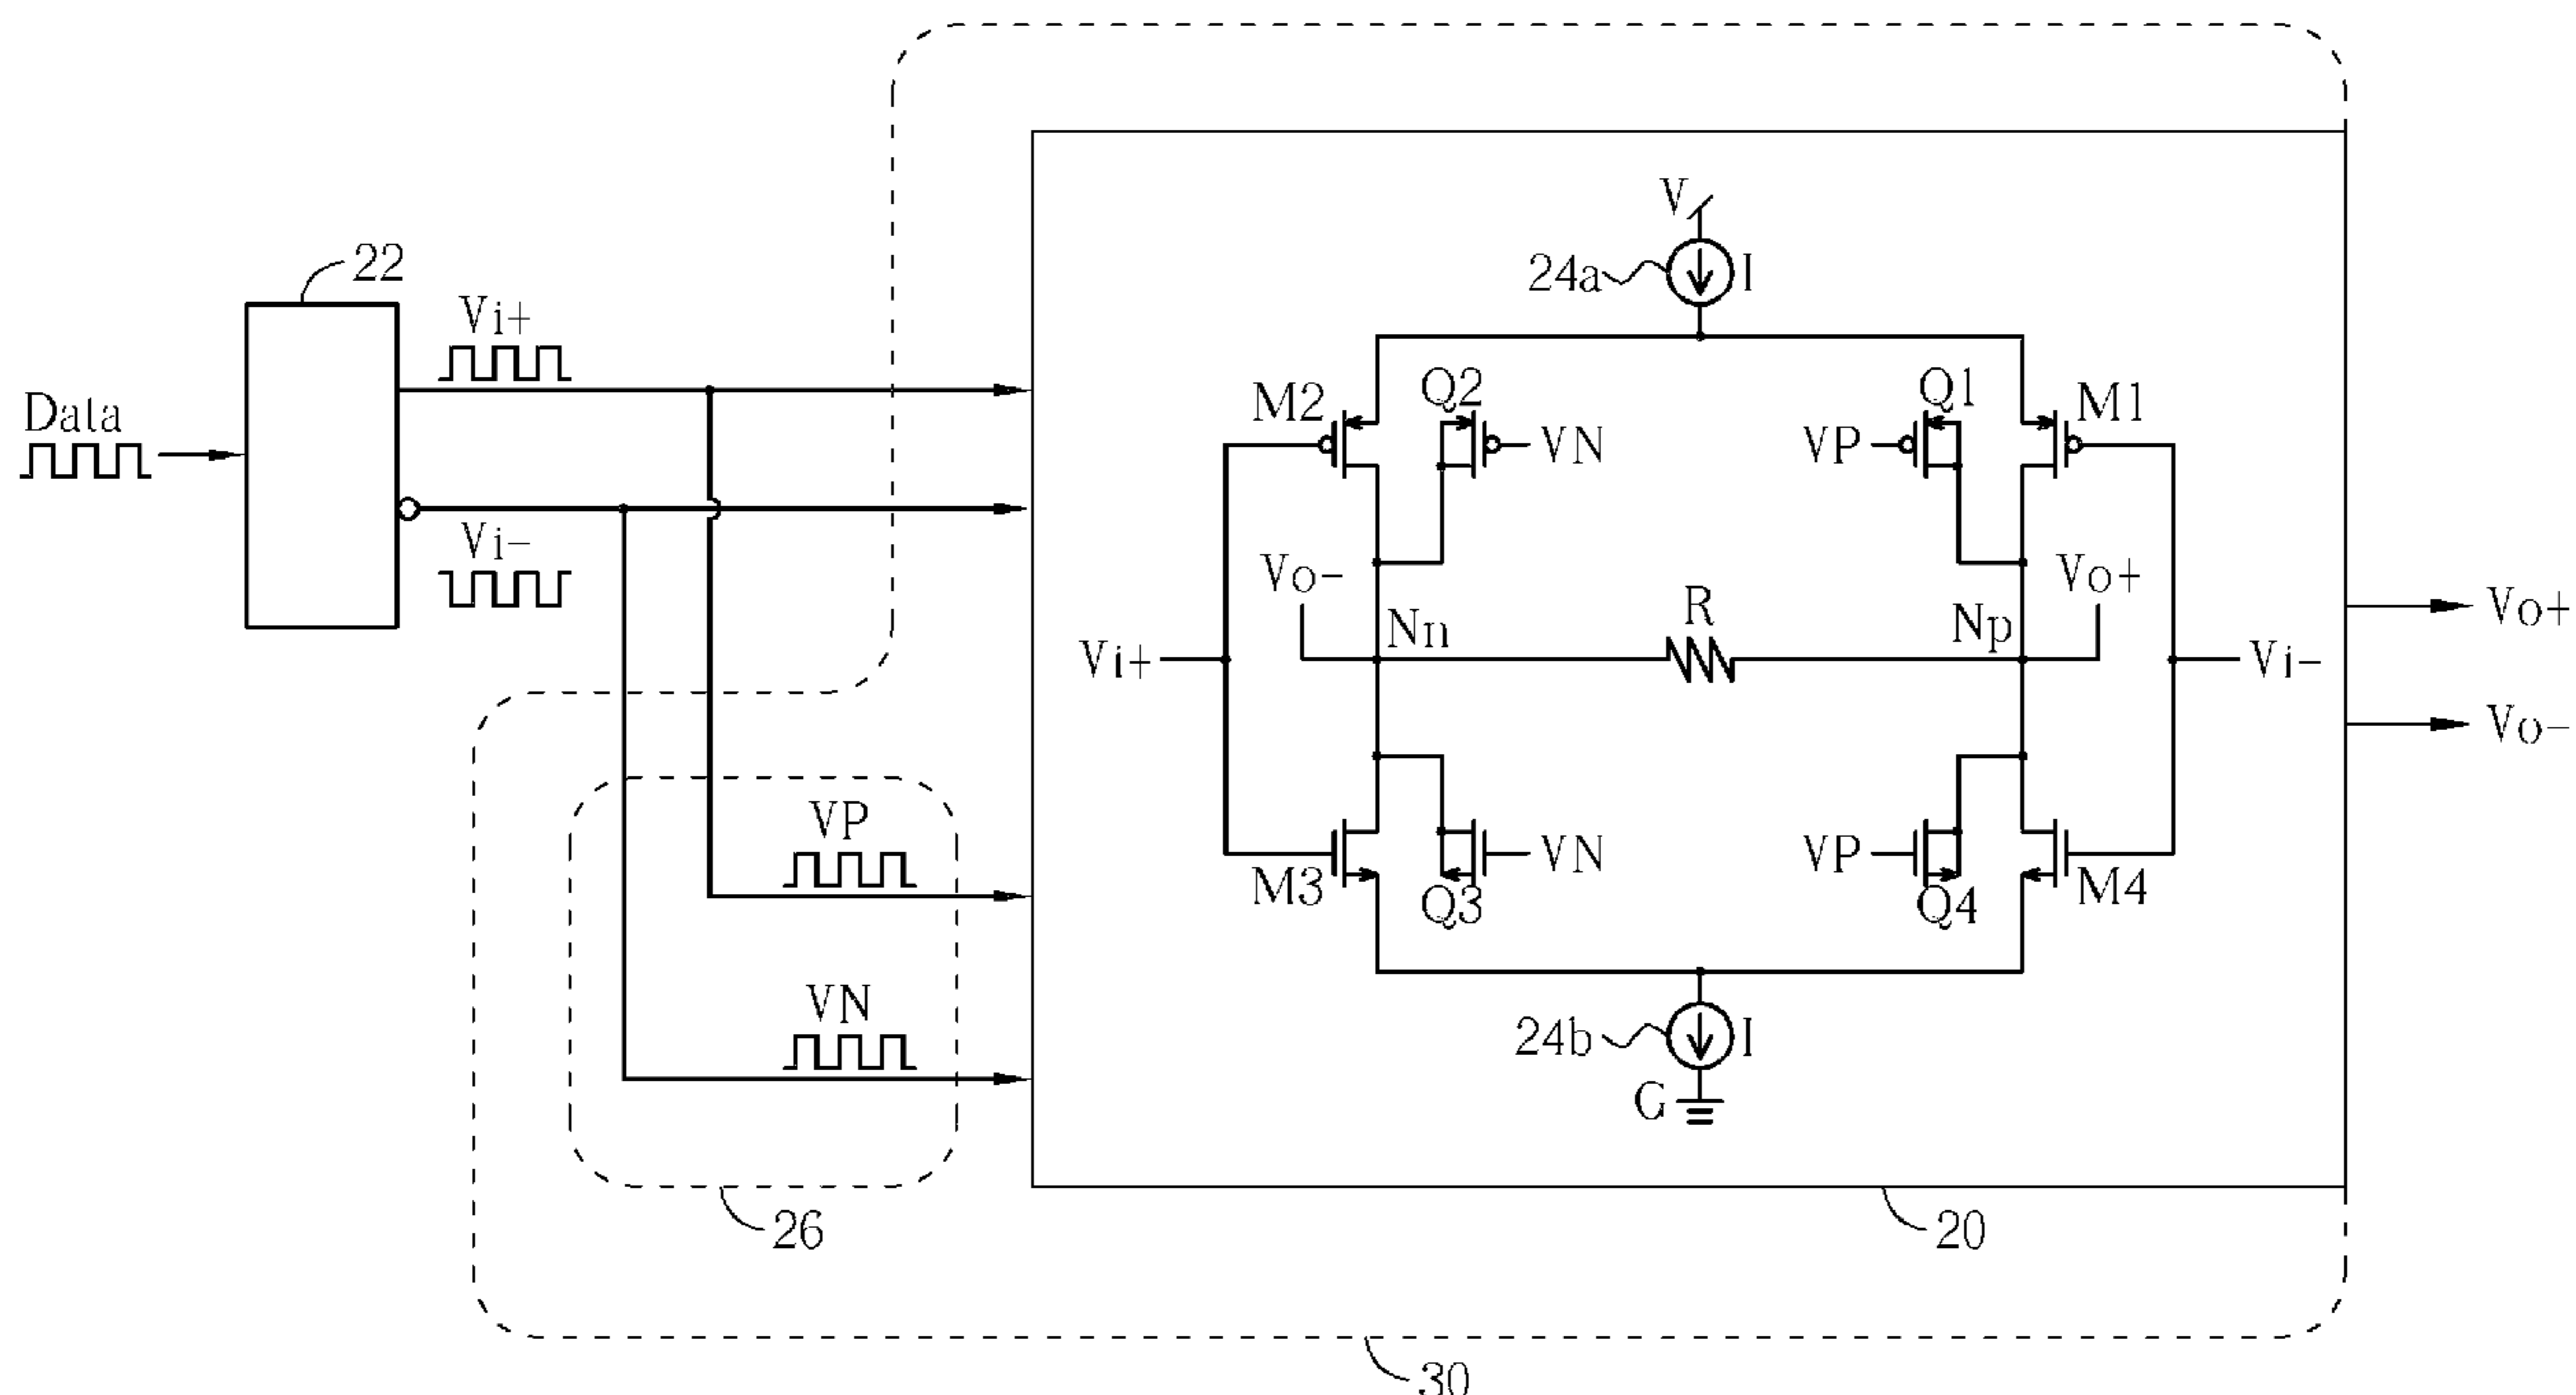 V
24a
I
22
Vi+
M2
Q2
Q1
M1
Data
VN
VP
Vi-
Vo-
Vo+
R
Nn
Np
Vo+
Vi+
Vi-
Vo-
VP
VN
VP
M3
Q3
Q4
M4
VN
24b
I
G
26
20
30